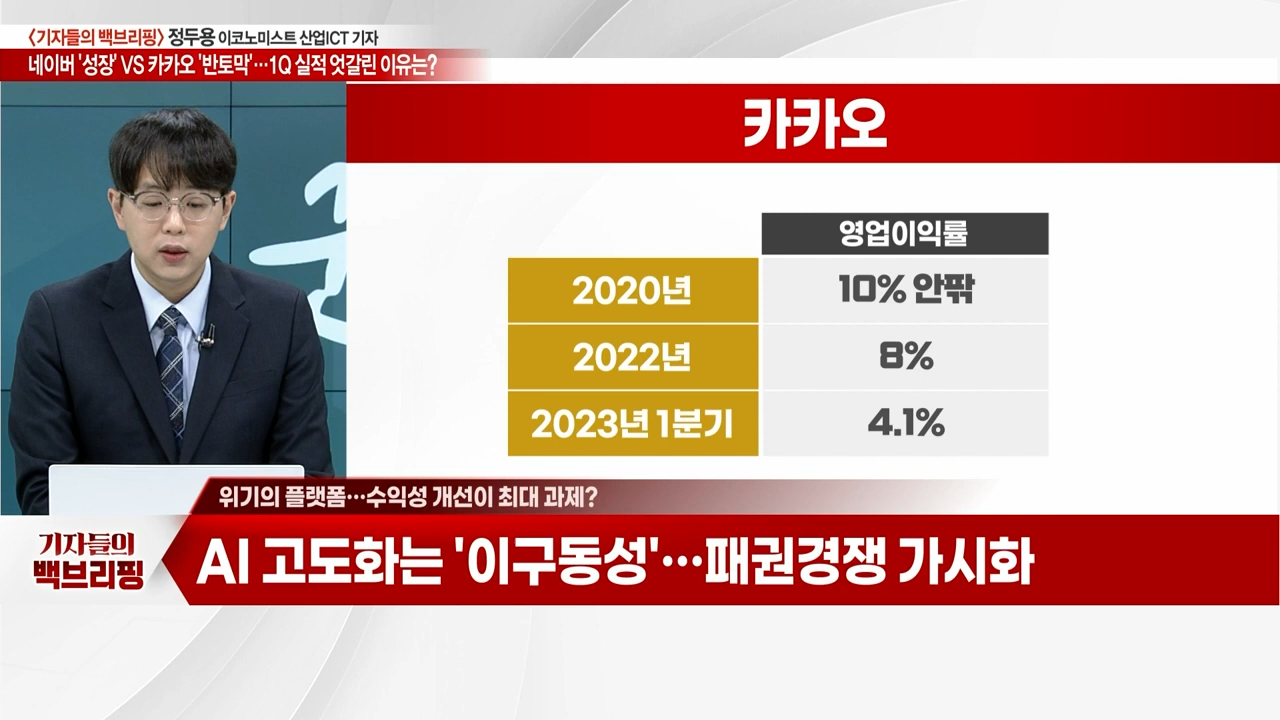 <기자들의 백브리핑> 정두용 이코노미스트 산업ICT 기자
네이버 '성장' VS 카카오 '반토막'…1Q 실적 엇갈린 이유는?
카카오
영업이익률
2020년 10% 안팎
2022년 8%
2023년 1분기 4.1%
위기의 플랫폼…수익성 개선이 최대 과제?
기자들의
백브리핑
AI 고도화는 '이구동성'…패권경쟁 가시화